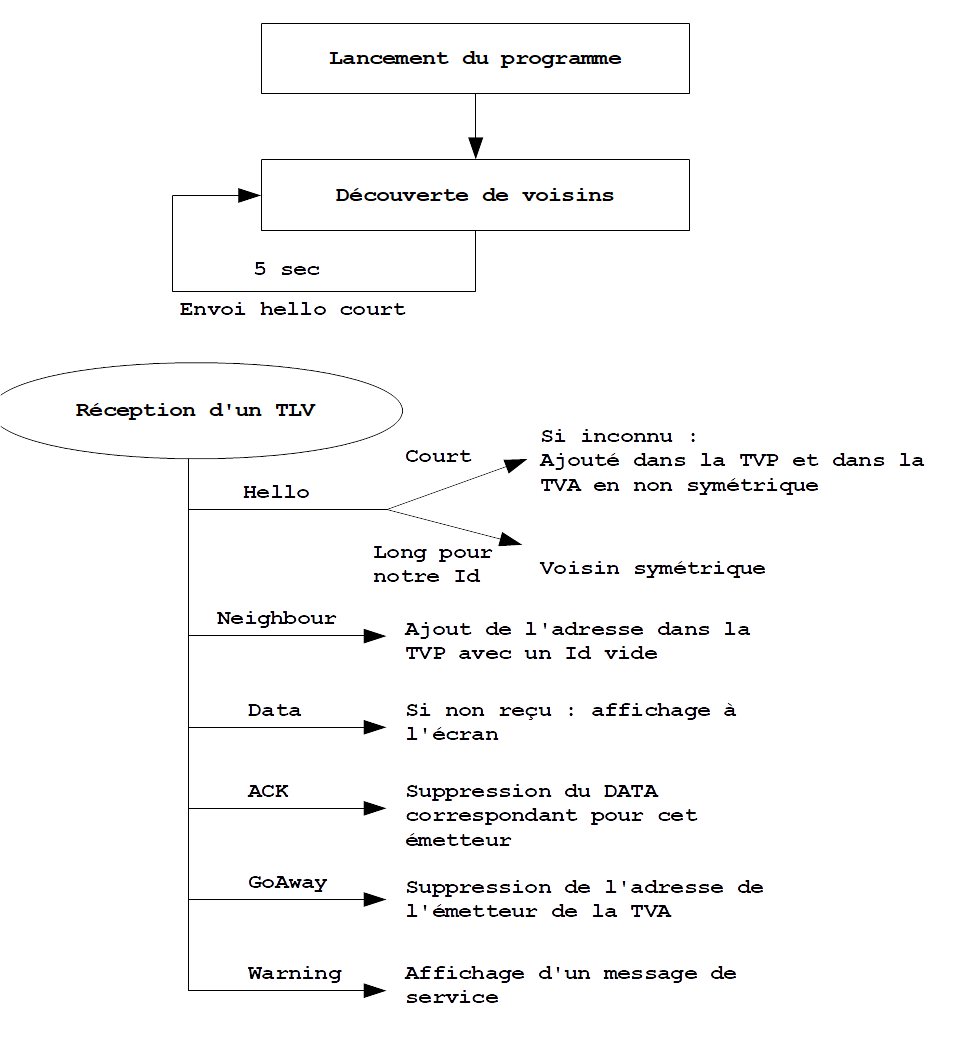 Lancement du programme
Découverte de voisins
5 sec
Envoi hello court
Réception d'un TLV
Hello
Court
Si inconnu :
Ajouté dans la TVP et dans la
TVA en non symétrique
Long pour
notre Id
Voisin symétrique
Neighbour
Ajout de l'adresse dans la
TVP avec un Id vide
Data
Si non reçu : affichage à
l'écran
ACK
Suppression du DATA
correspondant pour cet
émetteur
GoAway
Suppression de l'adresse de
l'émetteur de la TVA
Warning
Affichage d'un message de
service